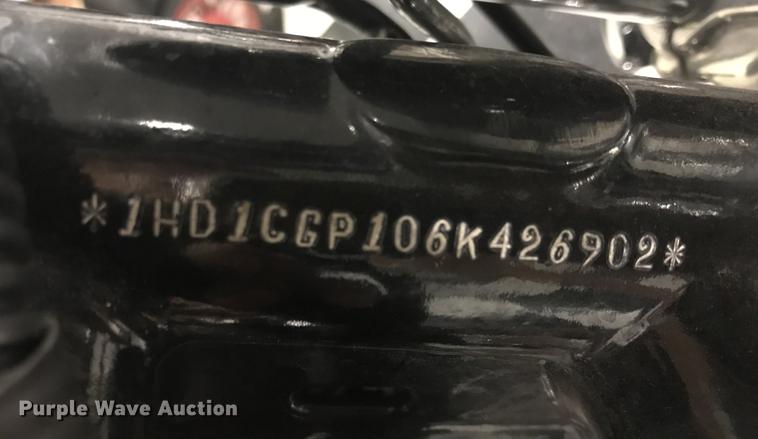 *1HD1CGP106K426902*
Purple Wave Auction